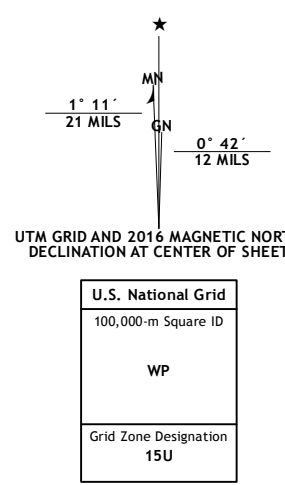 MN
1° 11´
21 MILS
GN
0° 42´
12 MILS
UTM GRID AND 2016 MAGNETIC NORT
DECLINATION AT CENTER OF SHEET
U.S. National Grid
100,000-m Square ID
WP
Grid Zone Designation
15U